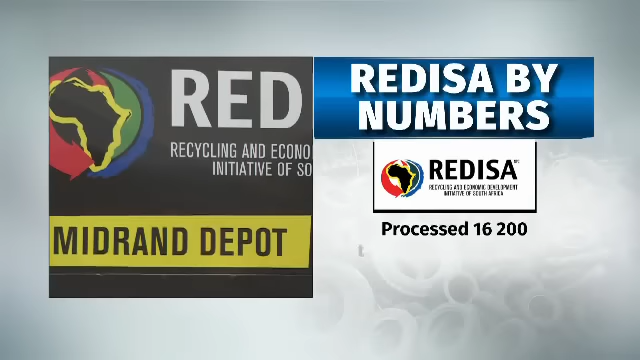 RED
RECYCLING AND ECONO
INITIATIVE OF SO
MIDRAND DEPOT
REDISA BY
NUMBERS
REDISA
RECYCLING AND ECONOMIC DEVELOPMENT
INITIATIVE OF SOUTH AFRICA
Processed 16 200